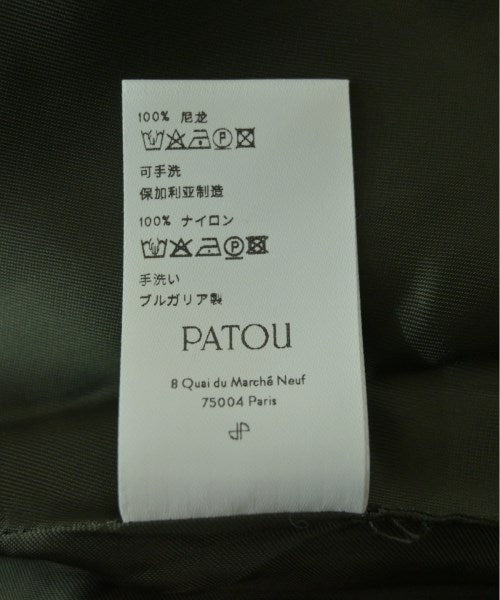 100% 尼龙
P
可手洗
保加利亚制造
100% ナイロン
P
手洗い
ブルガリア製
PATOU
8 Quai du Marché Neuf
75004 Paris
JP